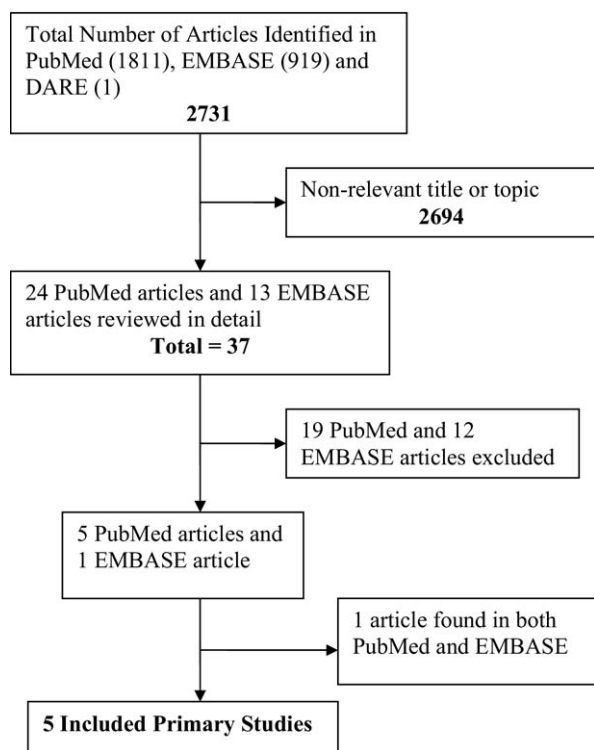 Total Number of Articles Identified in
PubMed (1811), EMBASE (919) and
DARE (1)
2731
Non-relevant title or topic
2694
24 PubMed articles and 13 EMBASE
articles reviewed in detail
Total = 37
19 PubMed and 12
EMBASE articles excluded
5 PubMed articles and
1 EMBASE article
1 article found in both
PubMed and EMBASE
5 Included Primary Studies